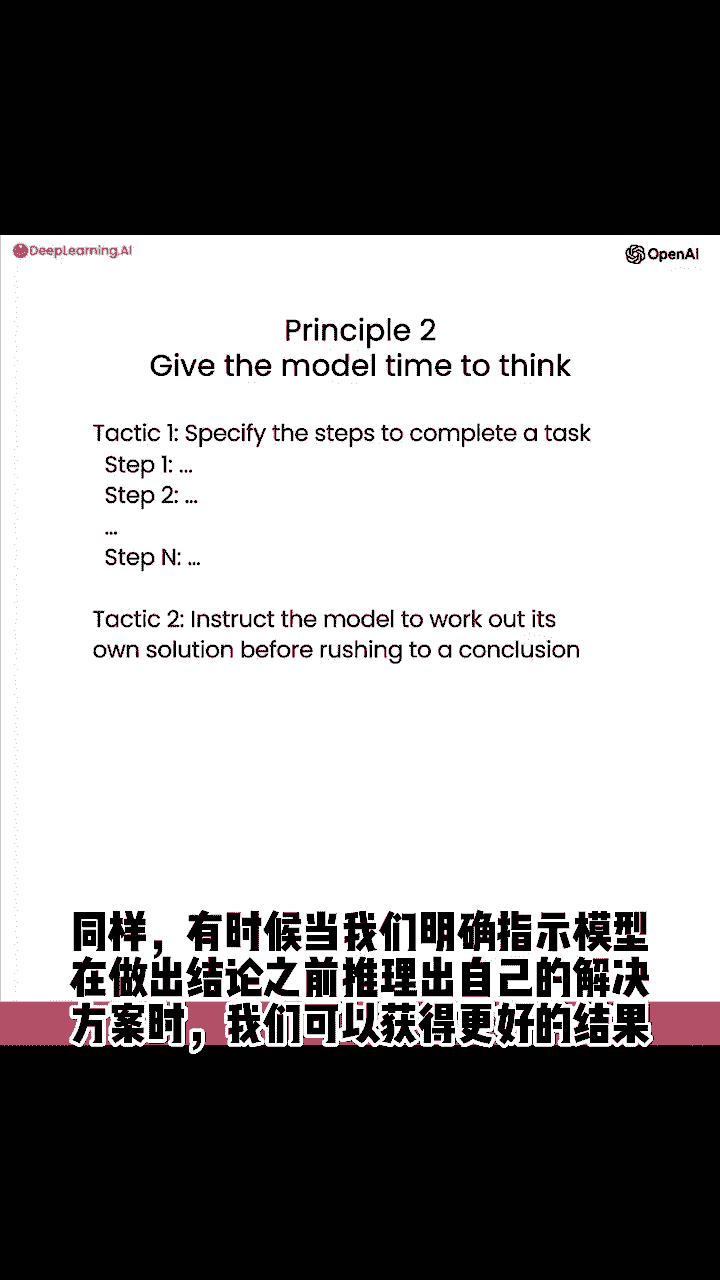 DeepLearning.AI
OpenAI
Principle 2
Give the model time to think
Tactic 1: Specify the steps to complete a task
Step 1: ...
Step 2: ...
...
Step N: ...
Tactic 2: Instruct the model to work out its
own solution before rushing to a conclusion
同样，有时候当我们明确指示模型
在做出结论之前推理出自己的解决
方案时，我们可以获得更好的结果